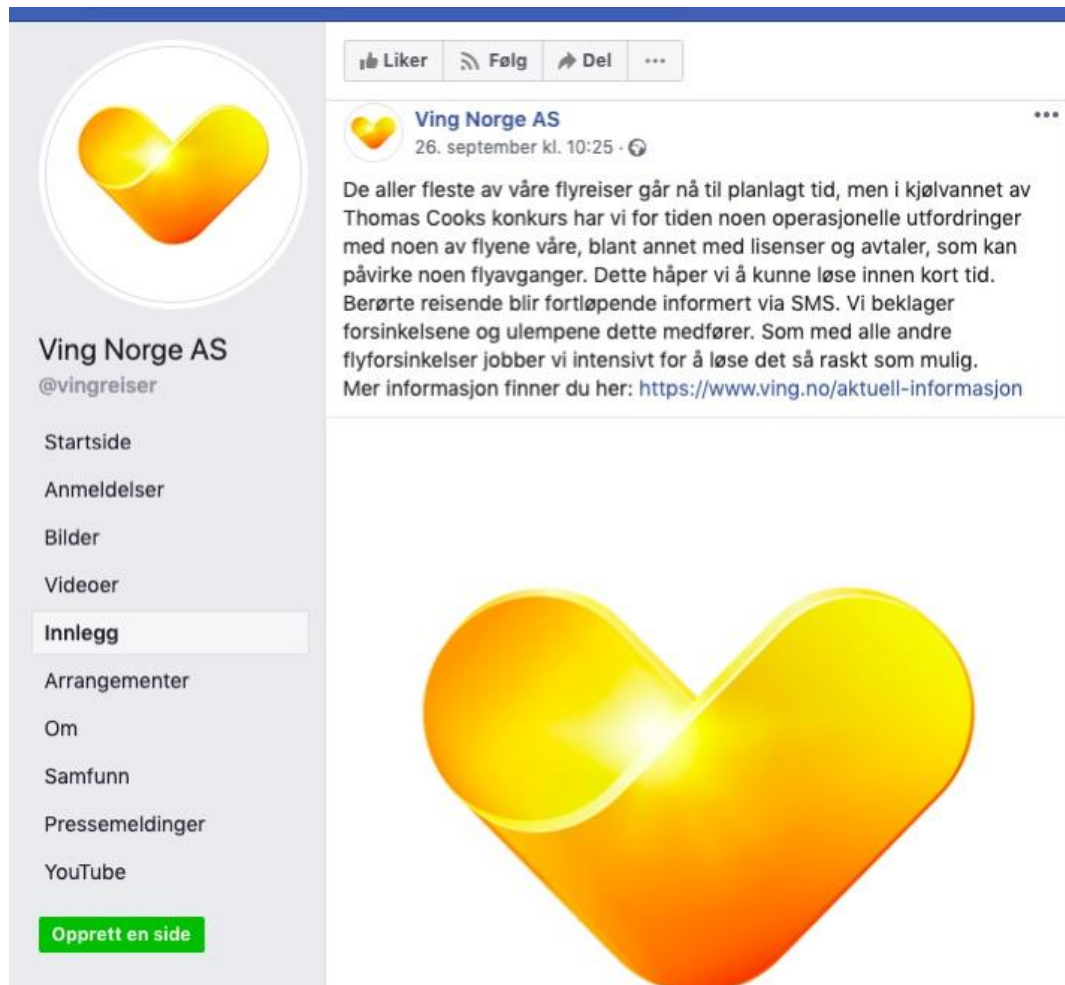 Ving Norge AS
@vingreiser
Startside
Anmeldelser
Bilder
Videoer
Innlegg
Arrangementer
Om
Samfunn
Pressemeldinger
YouTube
Opprett en side
Liker Følg Del ...
Ving Norge AS
26. september kl. 10:25 ·
De aller fleste av våre flyreiser går nå til planlagt tid, men i kjølvannet av
Thomas Cooks konkurs har vi for tiden noen operasjonelle utfordringer
med noen av flyene våre, blant annet med lisenser og avtaler, som kan
påvirke noen flyavganger. Dette håper vi å kunne løse innen kort tid.
Berørte reisende blir fortløpende informert via SMS. Vi beklager
forsinkelsene og ulempene dette medfører. Som med alle andre
flyforsinkelser jobber vi intensivt for å løse det så raskt som mulig.
Mer informasjon finner du her: https://www.ving.no/aktuell-informasjon